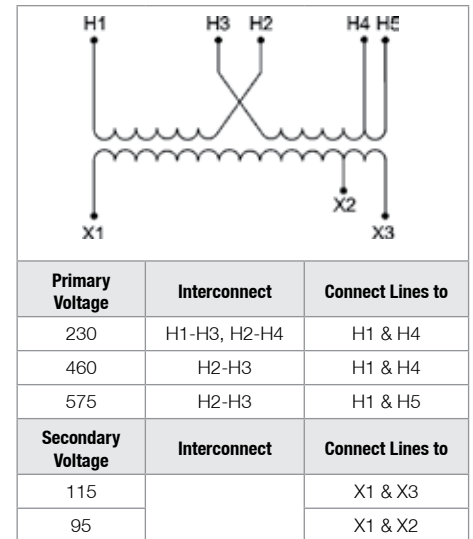 H1 H3 H2 H4 H5
X2
X1 X3
Primary Voltage Interconnect Connect Lines to
230 H1-H3, H2-H4 H1 & H4
460 H2-H3 H1 & H4
575 H2-H3 H1 & H5
Secondary Voltage Interconnect Connect Lines to
115 X1 & X3
95 X1 & X2